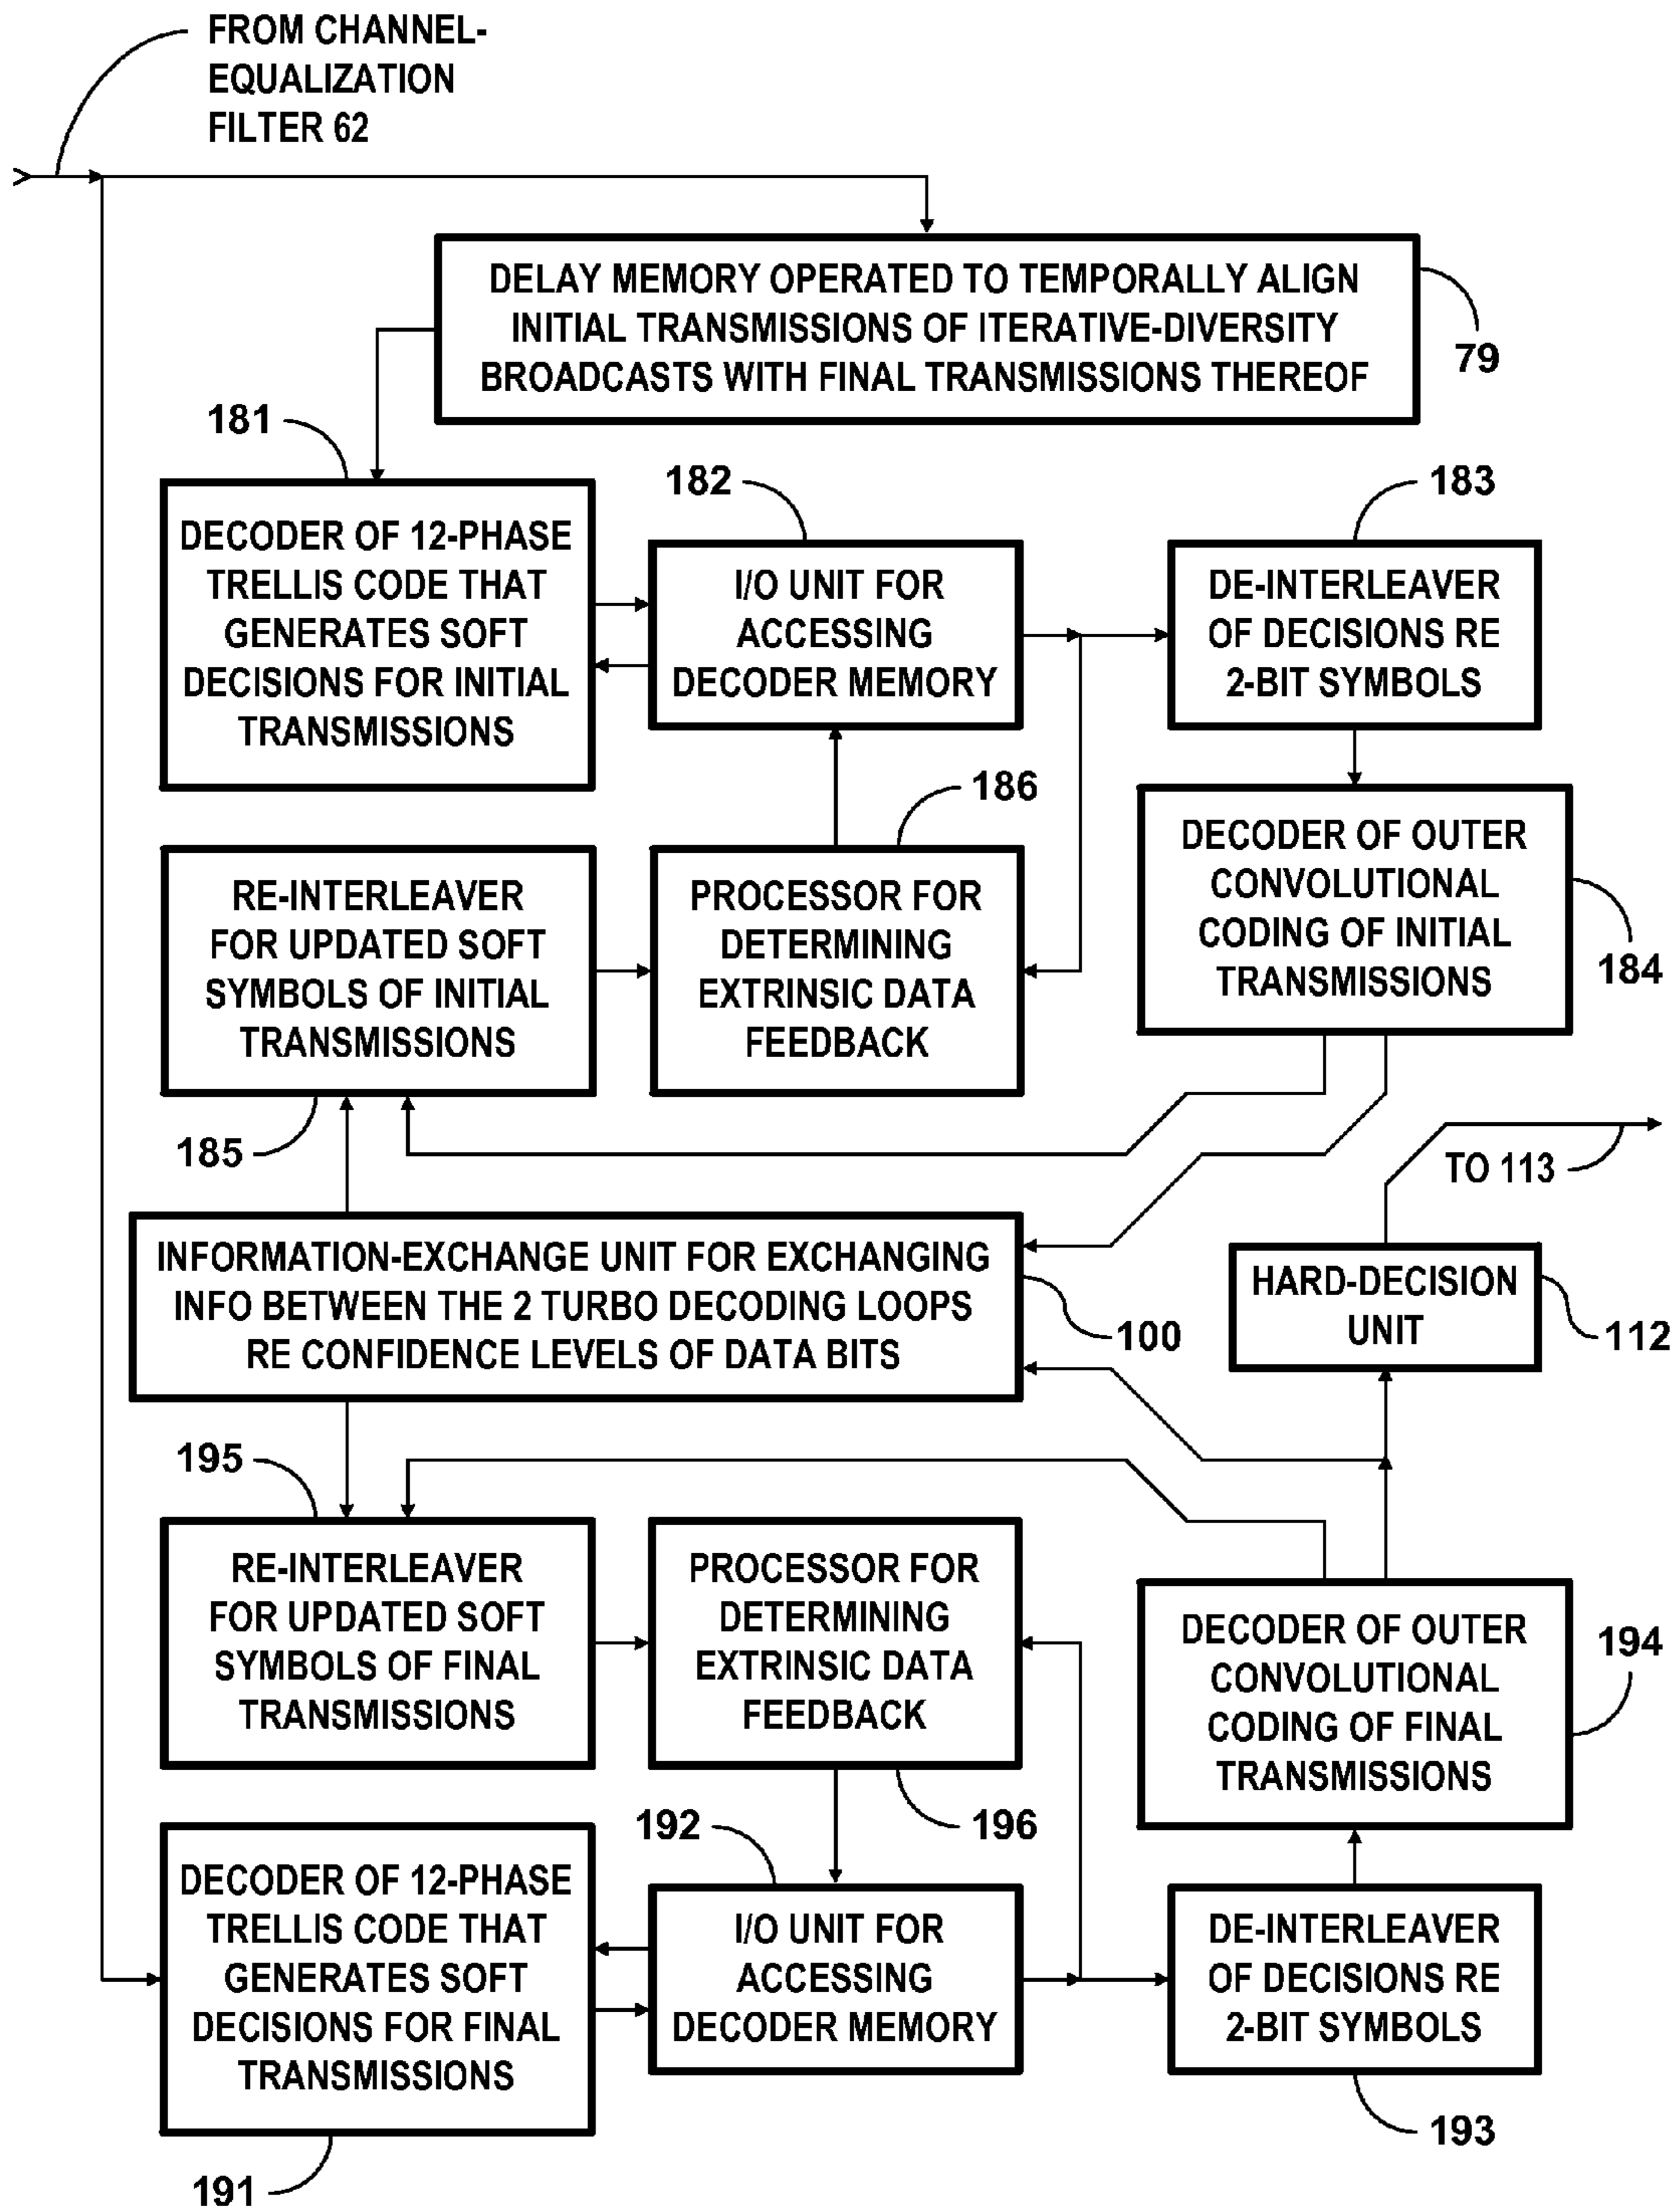 FROM CHANNEL-
EQUALIZATION
FILTER 62
DELAY MEMORY OPERATED TO TEMPORALLY ALIGN
INITIAL TRANSMISSIONS OF ITERATIVE-DIVERSITY
BROADCASTS WITH FINAL TRANSMISSIONS THEREOF
79
181
DECODER OF 12-PHASE
TRELLIS CODE THAT
GENERATES SOFT
DECISIONS FOR INITIAL
TRANSMISSIONS
182
I/O UNIT FOR
ACCESSING
DECODER MEMORY
183
DE-INTERLEAVER
OF DECISIONS RE
2-BIT SYMBOLS
186
RE-INTERLEAVER
FOR UPDATED SOFT
SYMBOLS OF INITIAL
TRANSMISSIONS
185
PROCESSOR FOR
DETERMINING
EXTRINSIC DATA
FEEDBACK
DECODER OF OUTER
CONVOLUTIONAL
CODING OF INITIAL
TRANSMISSIONS
184
TO 113
INFORMATION-EXCHANGE UNIT FOR EXCHANGING
INFO BETWEEN THE 2 TURBO DECODING LOOPS
RE CONFIDENCE LEVELS OF DATA BITS
100
HARD-DECISION
UNIT
112
195
RE-INTERLEAVER
FOR UPDATED SOFT
SYMBOLS OF FINAL
TRANSMISSIONS
PROCESSOR FOR
DETERMINING
EXTRINSIC DATA
FEEDBACK
196
DECODER OF OUTER
CONVOLUTIONAL
CODING OF FINAL
TRANSMISSIONS
194
192
DECODER OF 12-PHASE
TRELLIS CODE THAT
GENERATES SOFT
DECISIONS FOR FINAL
TRANSMISSIONS
191
I/O UNIT FOR
ACCESSING
DECODER MEMORY
DE-INTERLEAVER
OF DECISIONS RE
2-BIT SYMBOLS
193